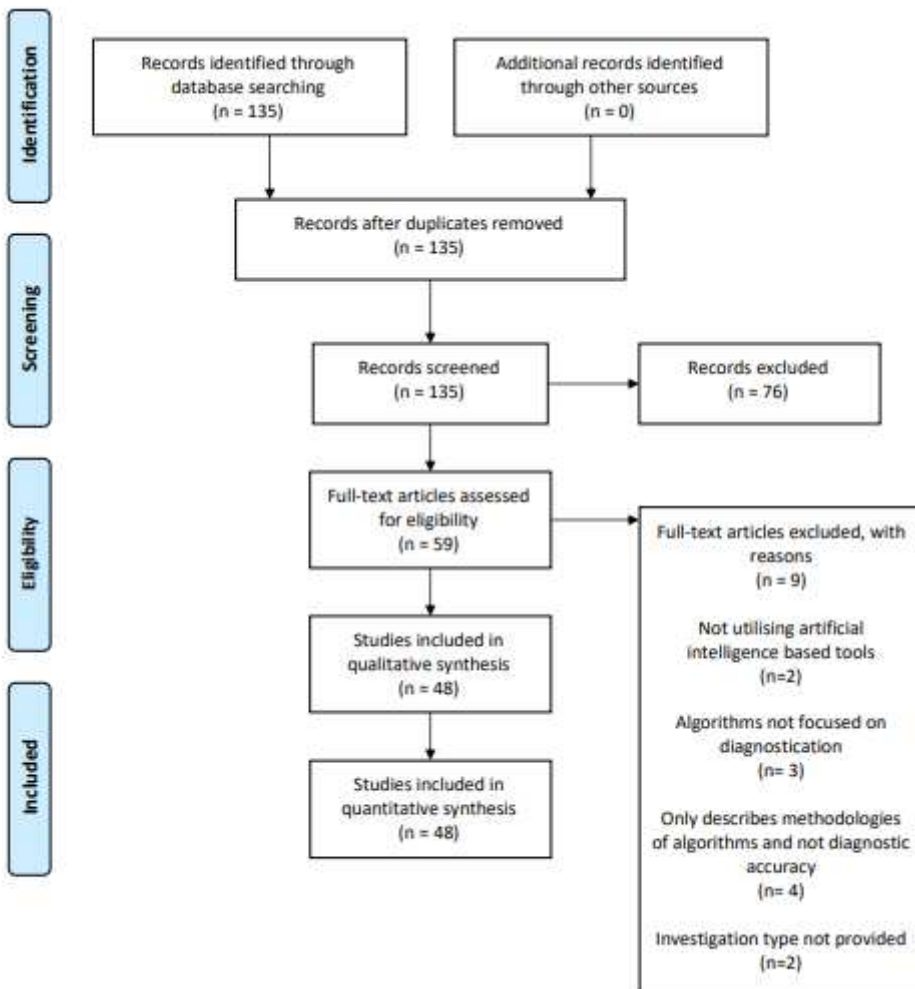 Identification
Records identified through
database searching
(n = 135)
Additional records identified
through other sources
(n = 0)
Records after duplicates removed
(n = 135)
Screening
Records screened
(n = 135)
Records excluded
(n = 76)
Eligibility
Full-text articles assessed
for eligibility
(n = 59)
Full-text articles excluded, with
reasons
(n = 9)
Not utilising artificial
intelligence based tools
(n=2)
Algorithms not focused on
diagnostication
(n= 3)
Only describes methodologies
of algorithms and not diagnostic
accuracy
(n= 4)
Investigation type not provided
(n=2)
Studies included in
qualitative synthesis
(n = 48)
Included
Studies included in
quantitative synthesis
(n = 48)